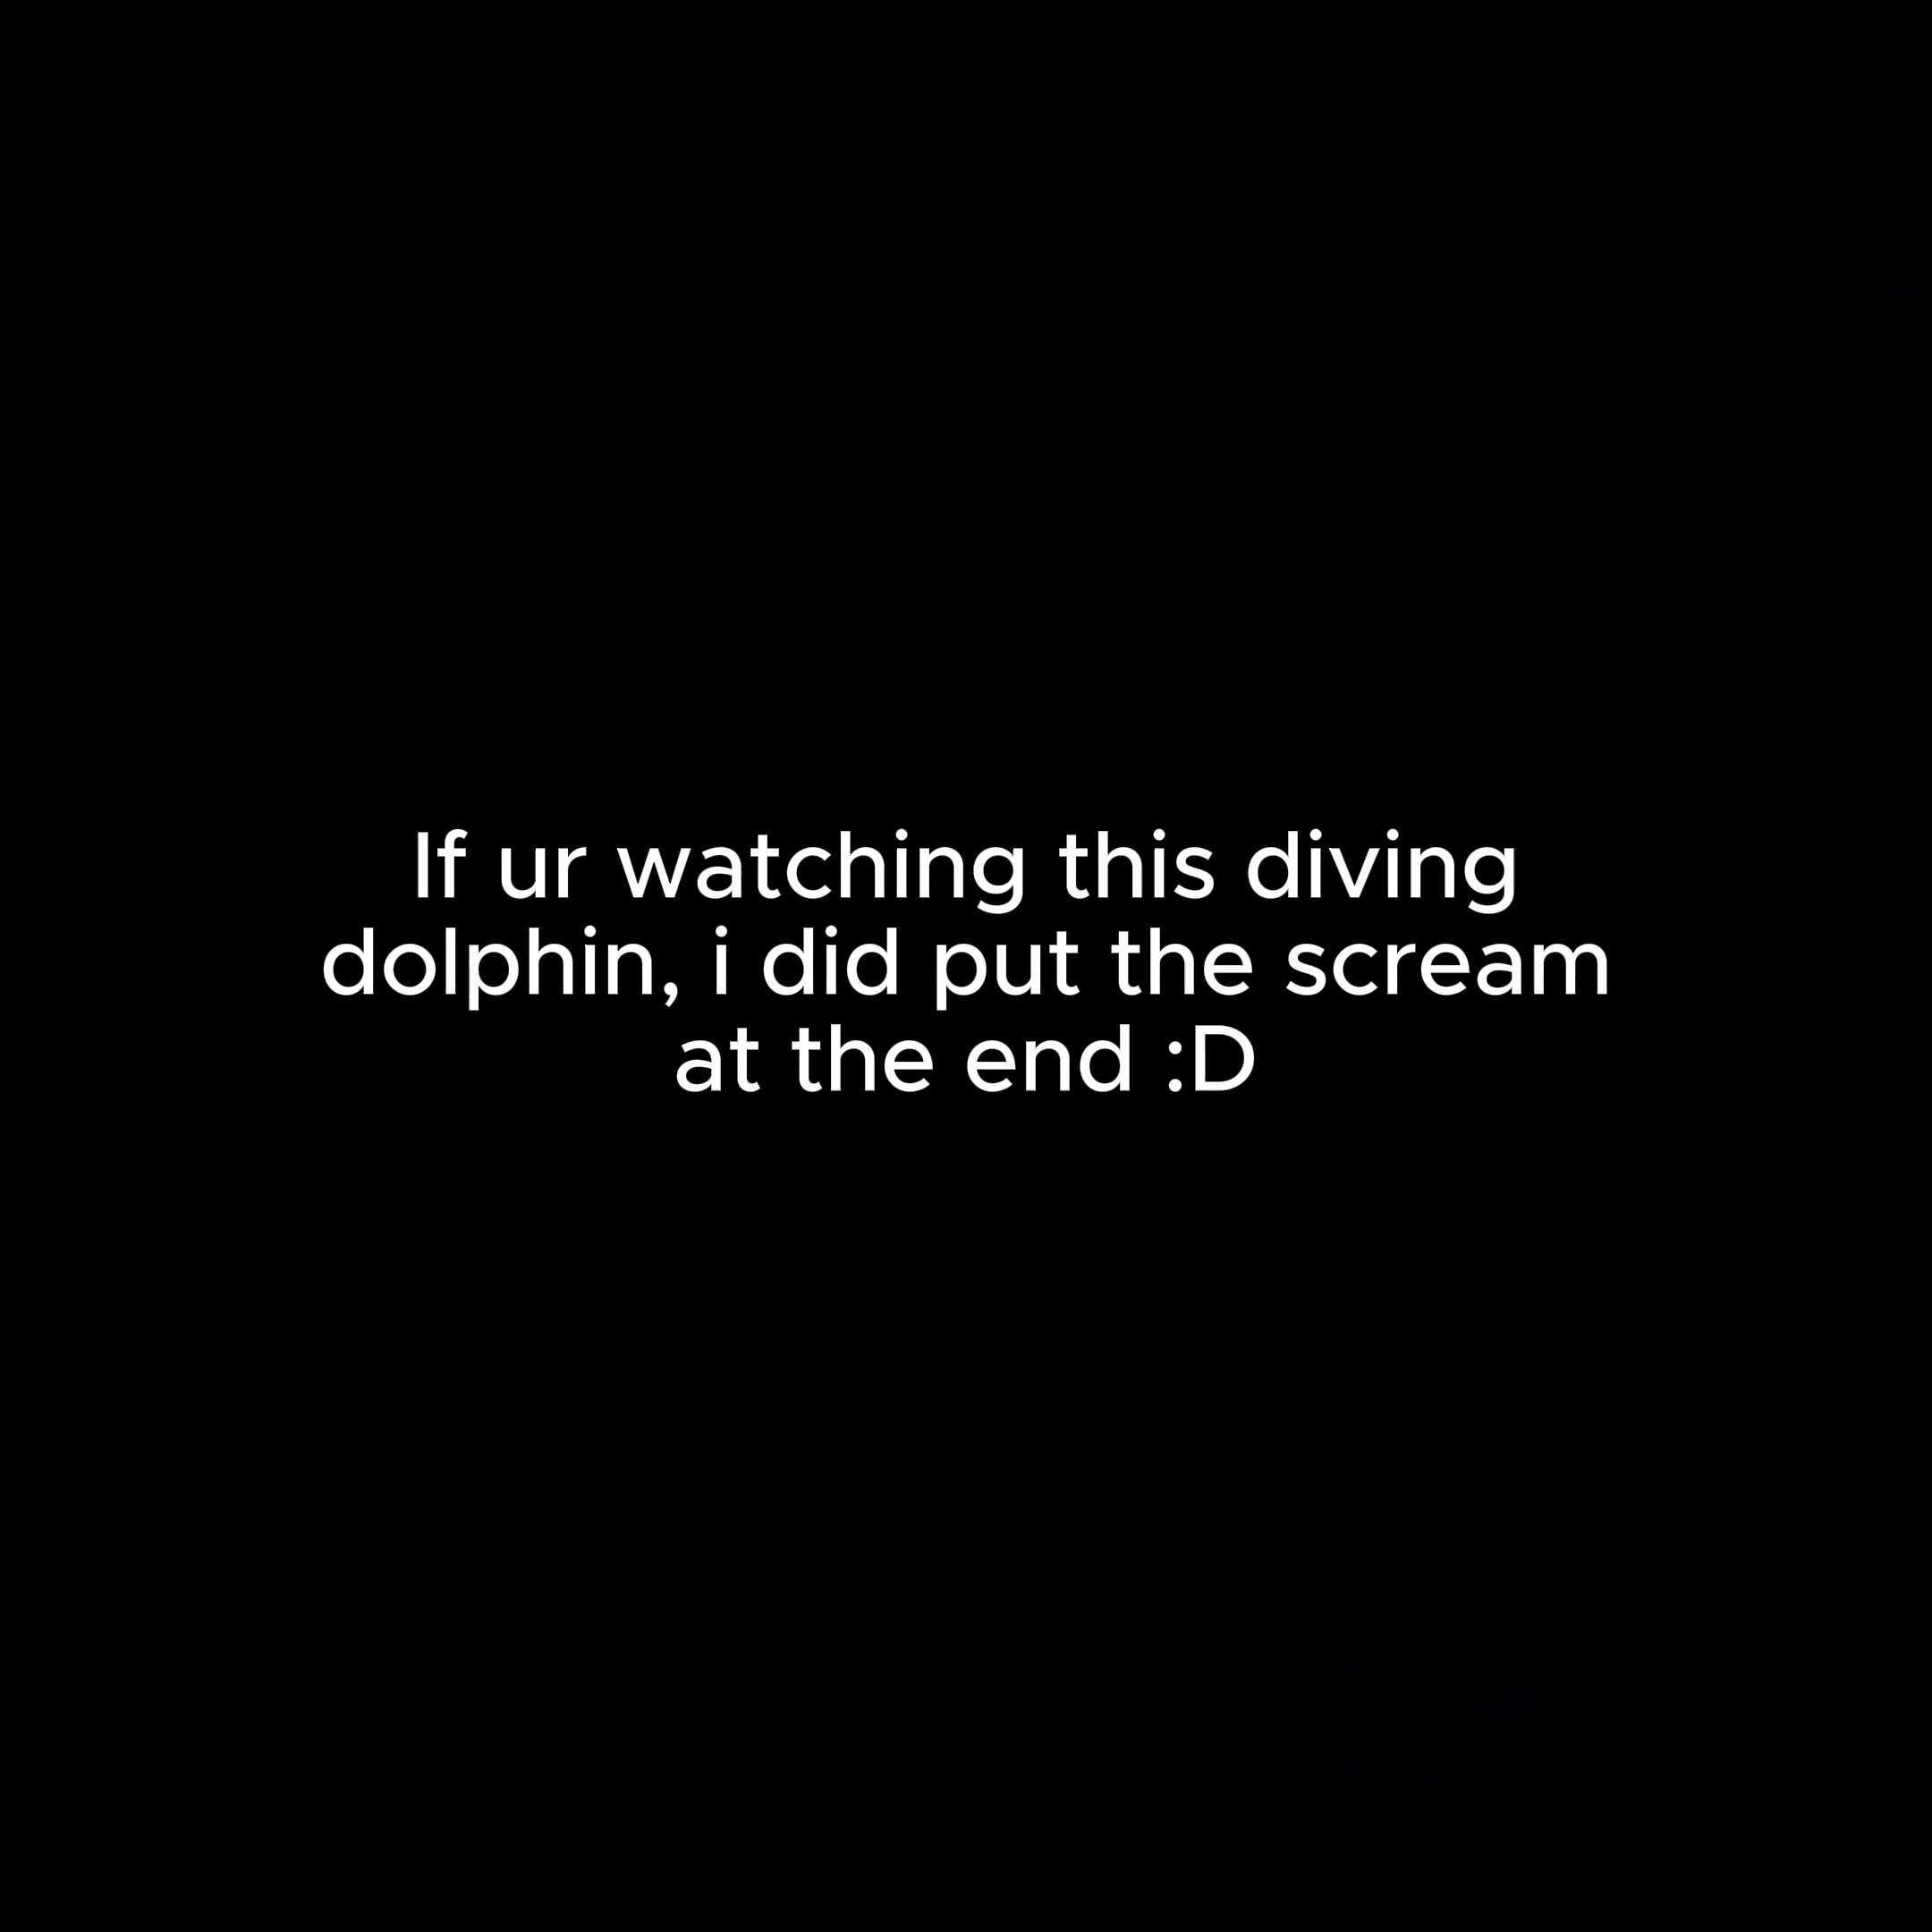 If ur watching this diving
dolphin, i did put the scream
at the end :D